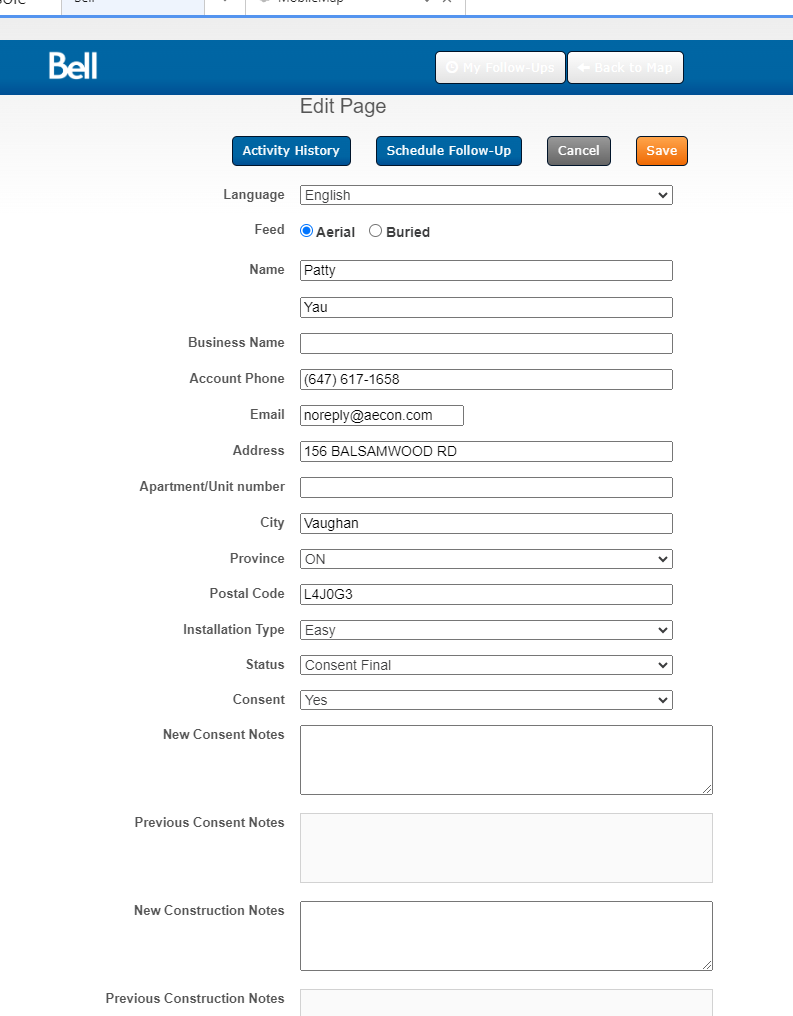 Bell
MobileMap
Bell
My Follow-Ups
Back to Map
Edit Page
Activity History
Schedule Follow-Up
Cancel
Save
Language English
Feed Aerial Buried
Name Patty
Yau
Business Name
Account Phone (647) 617-1658
Email noreply@aecon.com
Address 156 BALSAMWOOD RD
Apartment/Unit number
City Vaughan
Province ON
Postal Code L4J0G3
Installation Type Easy
Status Consent Final
Consent Yes
New Consent Notes
Previous Consent Notes
New Construction Notes
Previous Construction Notes